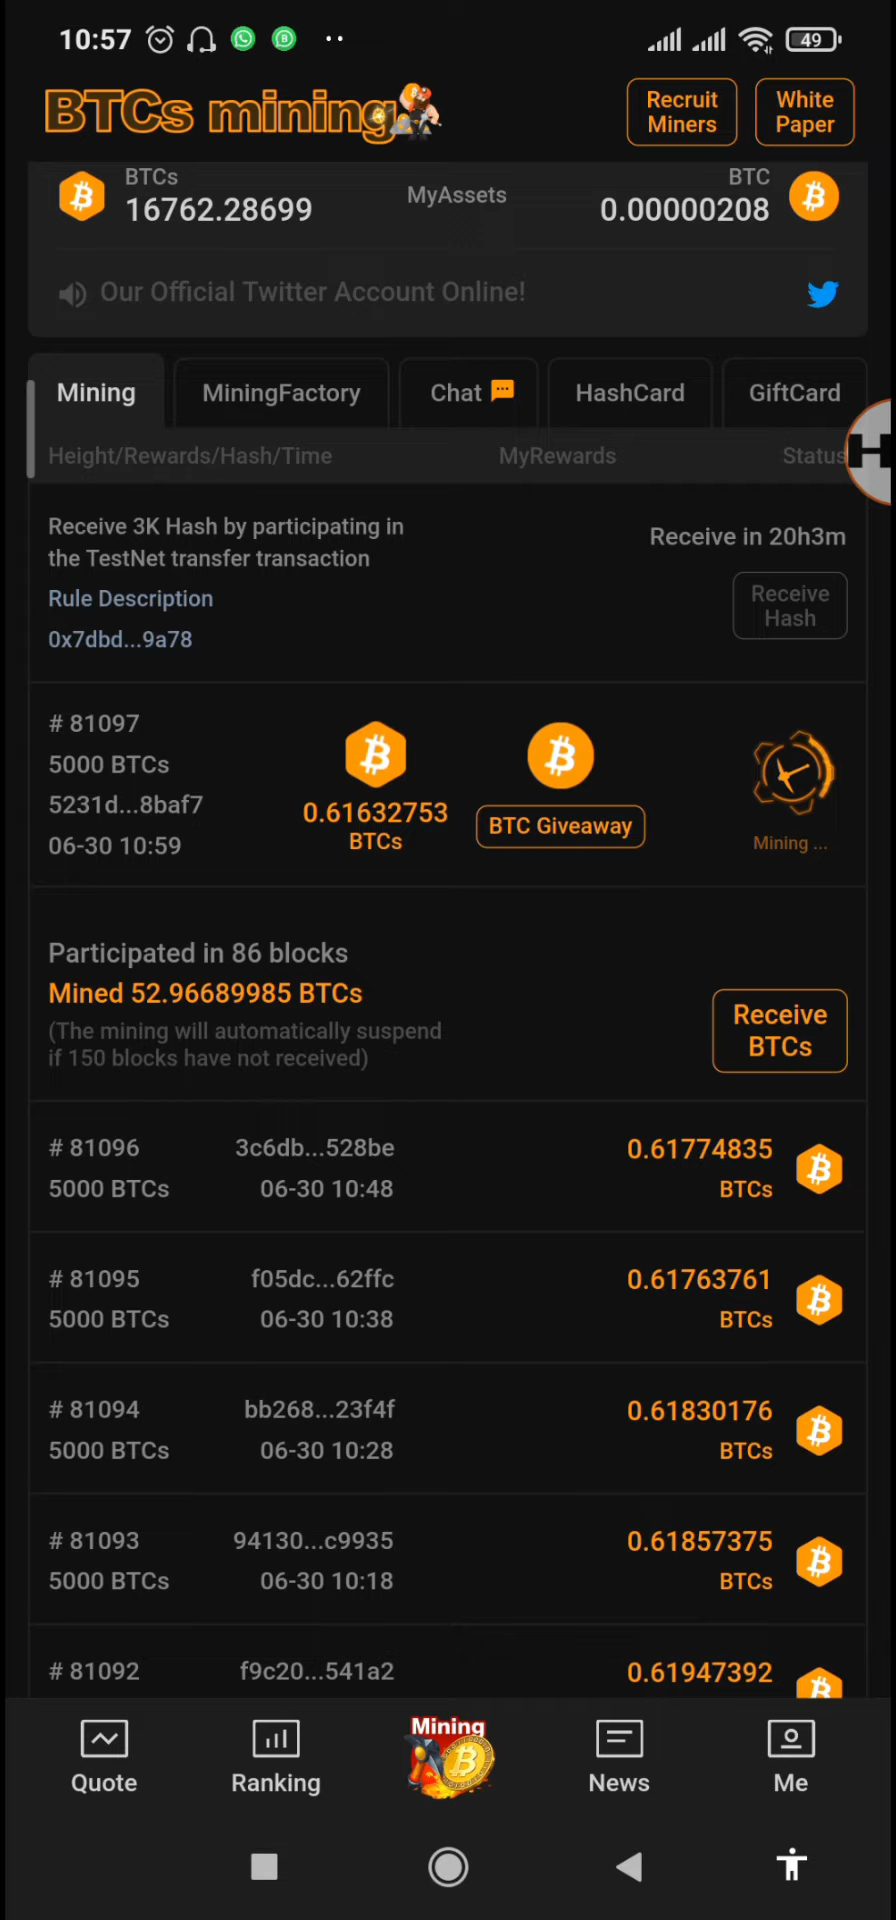 10:57
49
BTCs mining
Recruit Miners
White Paper
BTCs
16762.28699
MyAssets
BTC
0.00000208
Our Official Twitter Account Online!
Mining
MiningFactory
Chat
HashCard
GiftCard
Height/Rewards/Hash/Time
MyRewards
Status
H
Receive 3K Hash by participating in
the TestNet transfer transaction
Receive in 20h3m
Rule Description
0x7dbd...9a78
Receive
Hash
# 81097
5000 BTCs
5231d...8baf7
06-30 10:59
0.61632753
BTCs
BTC Giveaway
Mining ...
Participated in 86 blocks
Mined 52.96689985 BTCs
(The mining will automatically suspend
if 150 blocks have not received)
Receive
BTCs
# 81096 3c6db...528be 0.61774835
5000 BTCs 06-30 10:48 BTCs
# 81095 f05dc...62ffc 0.61763761
5000 BTCs 06-30 10:38 BTCs
# 81094 bb268...23f4f 0.61830176
5000 BTCs 06-30 10:28 BTCs
# 81093 94130...c9935 0.61857375
5000 BTCs 06-30 10:18 BTCs
# 81092 f9c20...541a2 0.61947392
Mining
Quote
Ranking
News
Me